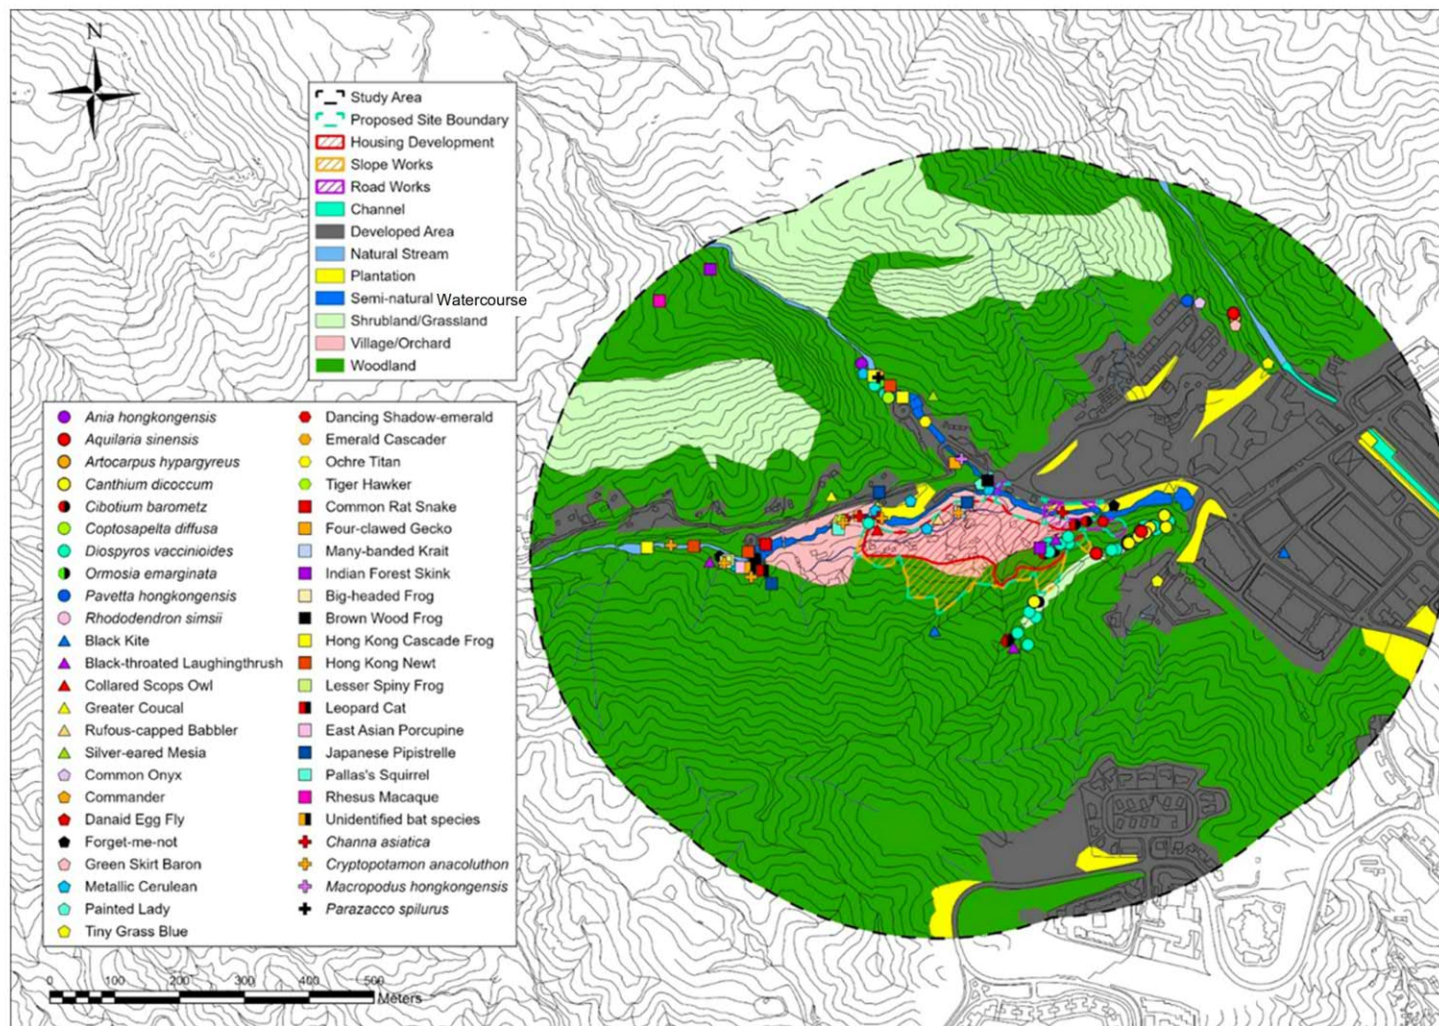 N
Study Area
Proposed Site Boundary
Housing Development
Slope Works
Road Works
Channel
Developed Area
Natural Stream
Plantation
Semi-natural Watercourse
Shrubland/Grassland
Village/Orchard
Woodland
Ania hongkongensis
Aquilaria sinensis
Artocarpus hypargyreus
Canthium dicoccum
Cibotium barometz
Coptosapelta diffusa
Diospyros vaccinioides
Ormosia emarginata
Pavetta hongkongensis
Rhododendron simsii
Black Kite
Black-throated Laughingthrush
Collared Scops Owl
Greater Coucal
Rufous-capped Babbler
Silver-eared Mesia
Common Onyx
Commander
Danaid Egg Fly
Forget-me-not
Green Skirt Baron
Metallic Cerulean
Painted Lady
Tiny Grass Blue
Dancing Shadow-emerald
Emerald Cascader
Ochre Titan
Tiger Hawker
Common Rat Snake
Four-clawed Gecko
Many-banded Krait
Indian Forest Skink
Big-headed Frog
Brown Wood Frog
Hong Kong Cascade Frog
Hong Kong Newt
Lesser Spiny Frog
Leopard Cat
East Asian Porcupine
Japanese Pipistrelle
Pallas's Squirrel
Rhesus Macaque
Unidentified bat species
Channa asiatica
Cryptopotamon anacoluthon
Macropodus hongkongensis
Parazacco spilurus
0 100 200 300 400 500
Meters